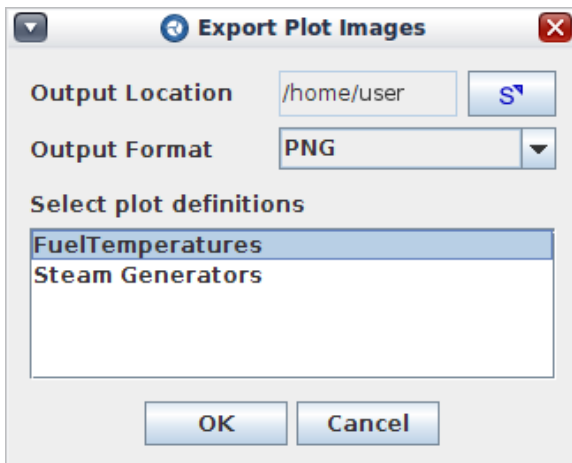 Export Plot Images
Output Location /home/user S
Output Format PNG
Select plot definitions
FuelTemperatures
Steam Generators
OK Cancel